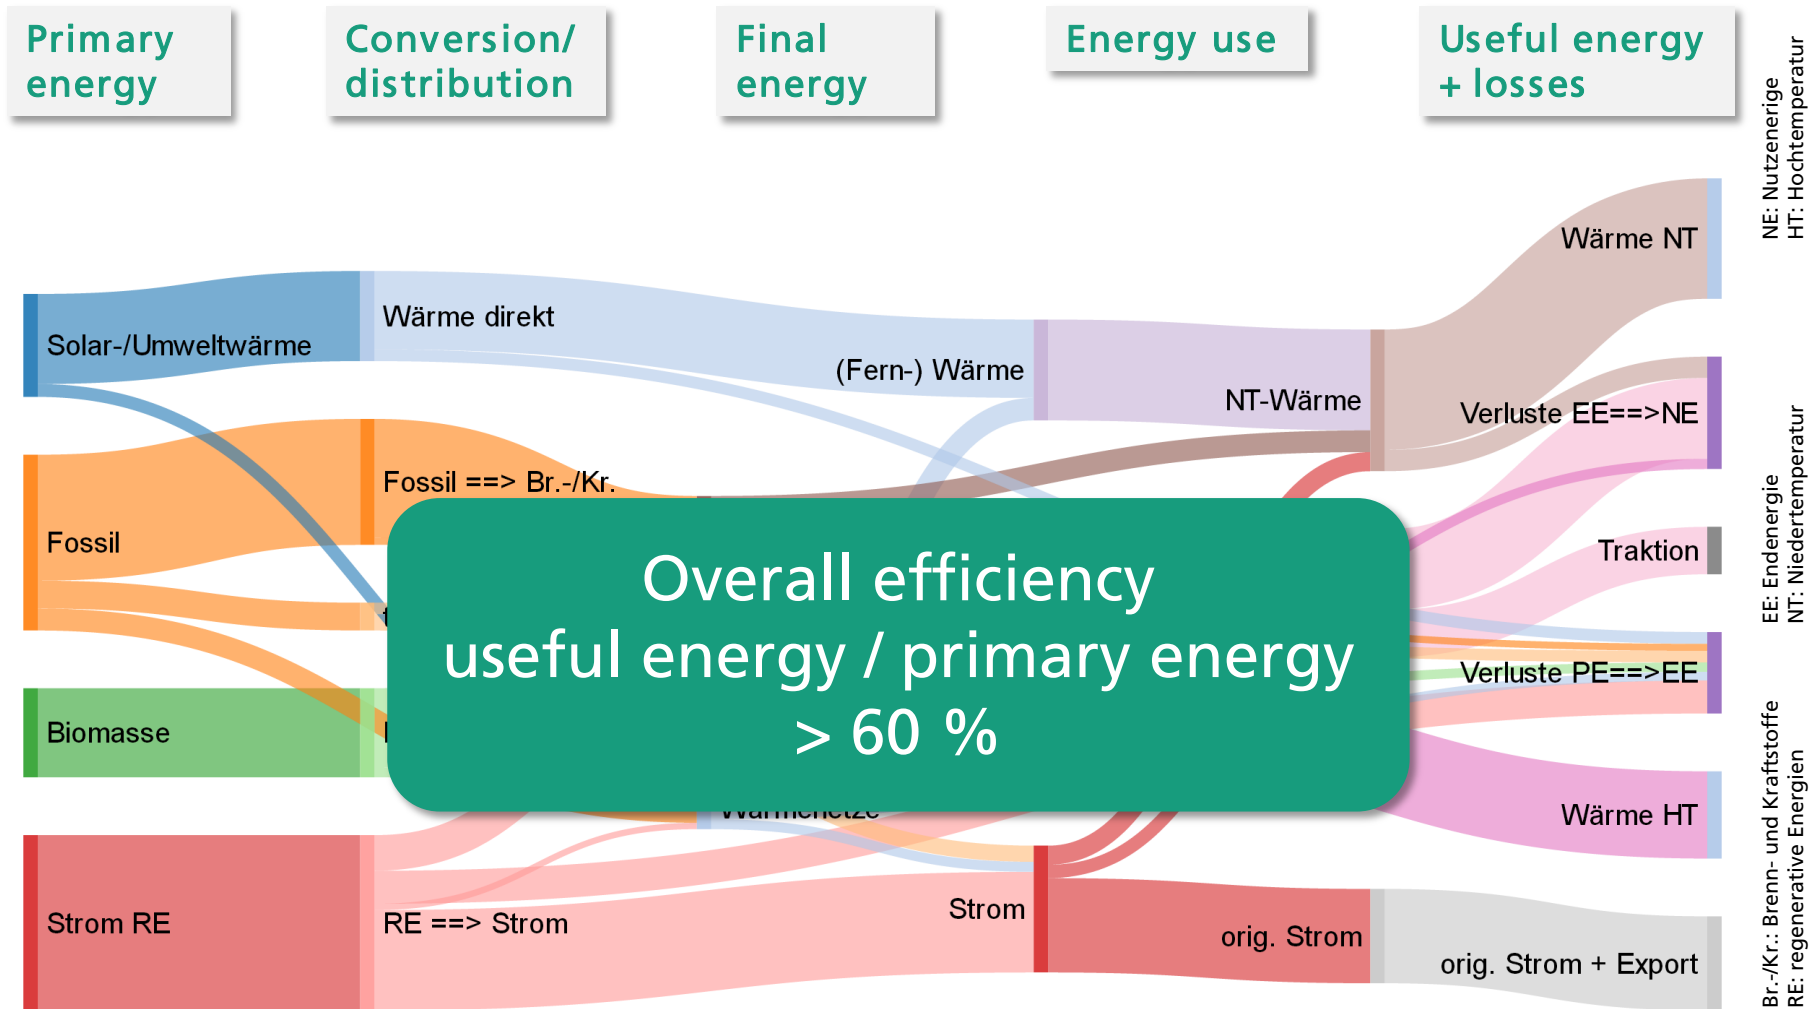 Primary
energy
Conversion/
distribution
Final
energy
Energy use
Useful energy
+ losses
NE: Nutzenerige
HT: Hochtemperatur
Wärme NT
Wärme direkt
Solar-/Umweltwärme
(Fern-) Wärme
NT-Wärme
Verluste EE==>NE
Fossil ==> Br.-/Kr.
EE: Endenergie
NT: Niedertemperatur
Fossil
Traktion
Overall efficiency
useful energy / primary energy
> 60 %
Verluste PE==>EE
Biomasse
Wärmenetze
Wärme HT
Br.-/Kr.: Brenn- und Kraftstoffe
RE: regenerative Energien
Strom RE
RE ==> Strom
Strom
orig. Strom
orig. Strom + Export